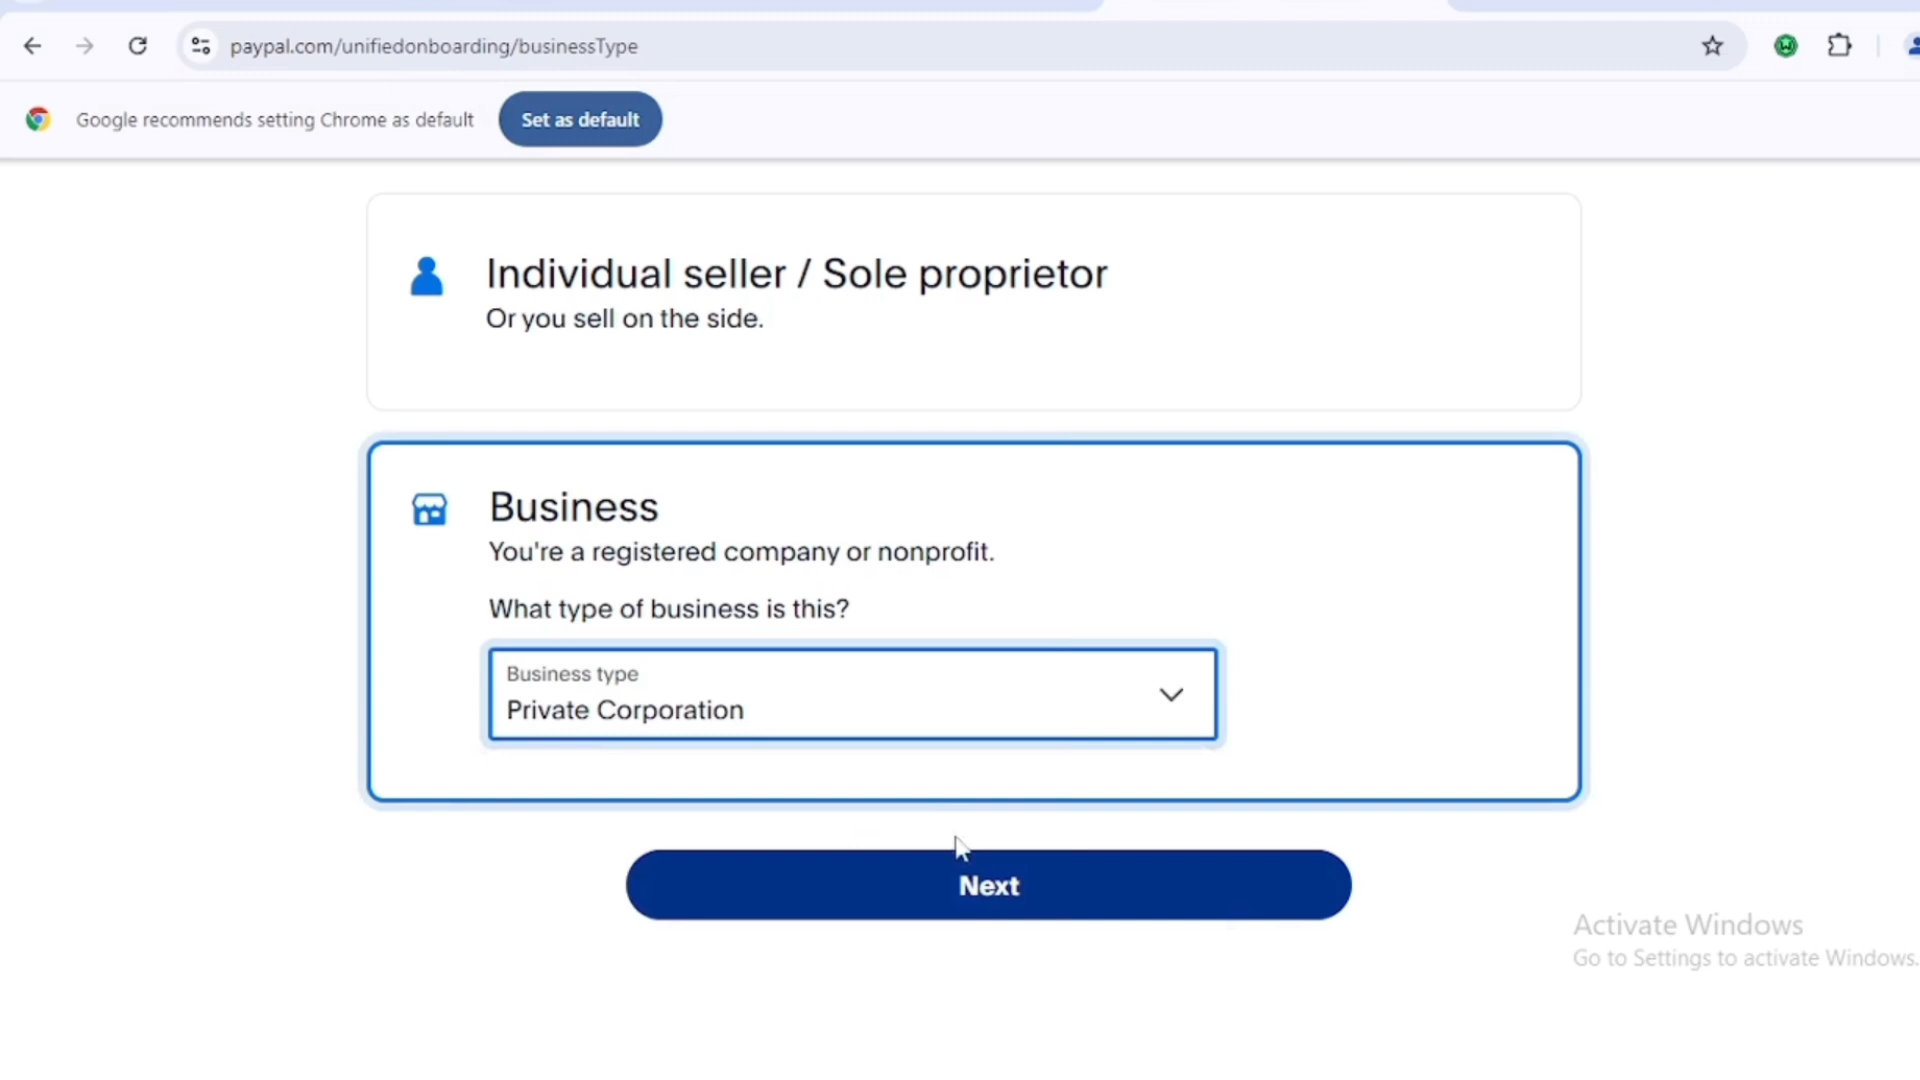 paypal.com/unifiedonboarding/businessType
Google recommends setting Chrome as default
Set as default
Individual seller / Sole proprietor
Or you sell on the side.
Business
You're a registered company or nonprofit.
What type of business is this?
Business type
Private Corporation
Next
Activate Windows
Go to Settings to activate Windows.